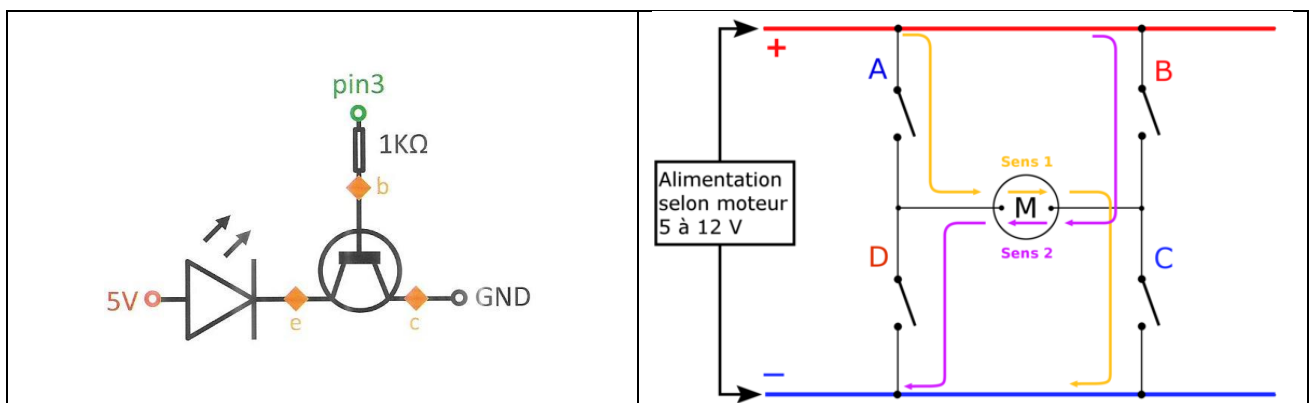 pin3
1KΩ
b
5V
e
c
GND
+
A
B
Alimentation
selon moteur
5 à 12 V
Sens 1
M
Sens 2
D
C
−